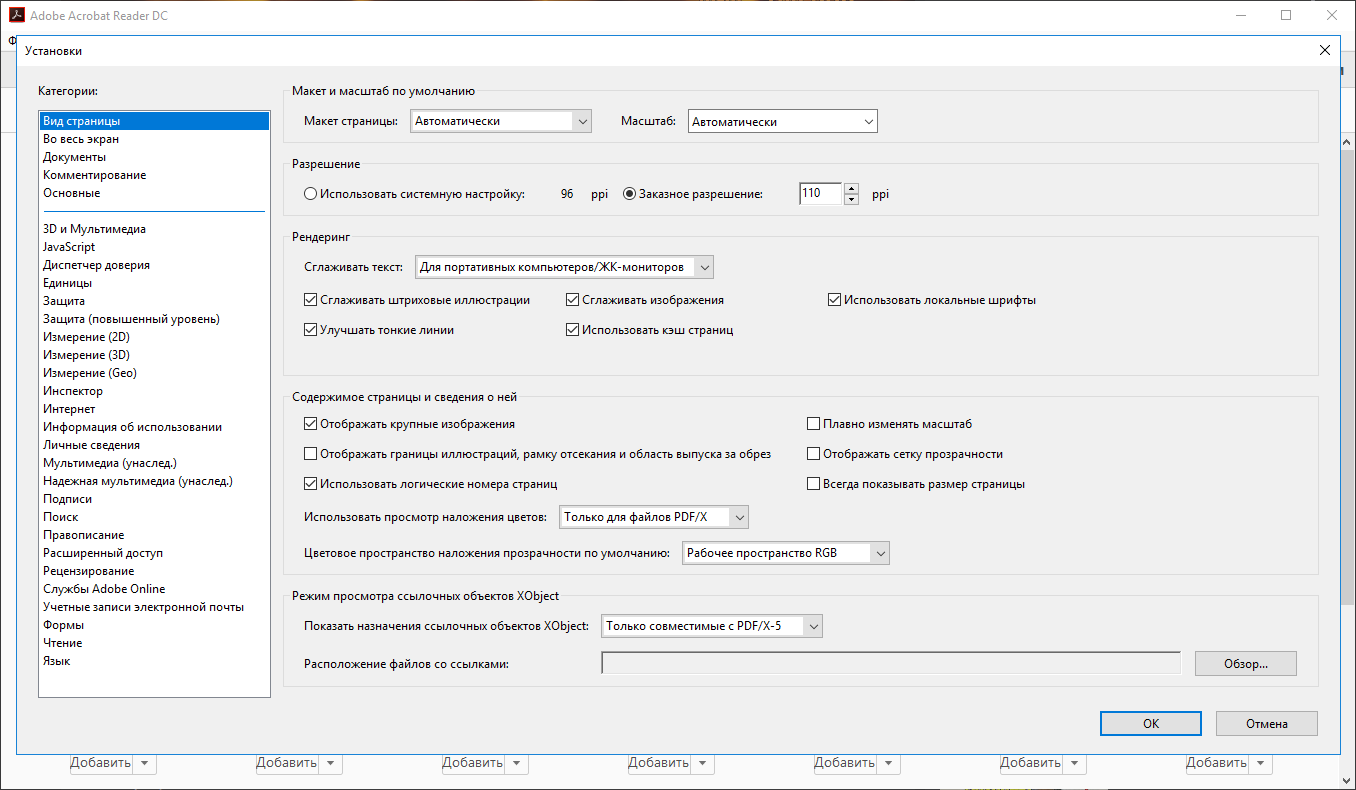 Adobe Acrobat Reader DC
Ф
Установки
Категории:
Вид страницы
Во весь экран
Документы
Комментирование
Основные
3D и Мультимедиа
JavaScript
Диспетчер доверия
Единицы
Защита
Защита (повышенный уровень)
Измерение (2D)
Измерение (3D)
Измерение (Geo)
Инспектор
Интернет
Информация об использовании
Личные сведения
Мультимедиа (унаслед.)
Надежная мультимедиа (унаслед.)
Подписи
Поиск
Правописание
Расширенный доступ
Рецензирование
Службы Adobe Online
Учетные записи электронной почты
Формы
Чтение
Язык
Макет и масштаб по умолчанию
Макет страницы: Автоматически Масштаб: Автоматически
Разрешение
Использовать системную настройку: 96 ppi Заказное разрешение: 110 ppi
Рендеринг
Сглаживать текст: Для портативных компьютеров/ЖК-мониторов
Сглаживать штриховые иллюстрации Сглаживать изображения Использовать локальные шрифты
Улучшать тонкие линии Использовать кэш страниц
Содержимое страницы и сведения о ней
Отображать крупные изображения Плавно изменять масштаб
Отображать границы иллюстраций, рамку отсекания и область выпуска за обрез Отображать сетку прозрачности
Использовать логические номера страниц Всегда показывать размер страницы
Использовать просмотр наложения цветов: Только для файлов PDF/X
Цветовое пространство наложения прозрачности по умолчанию: Рабочее пространство RGB
Режим просмотра ссылочных объектов XObject
Показать назначения ссылочных объектов XObject: Только совместимые с PDF/X-5
Расположение файлов со ссылками: Обзор...
ОК Отмена
Добавить Добавить Добавить Добавить Добавить Добавить Добавить